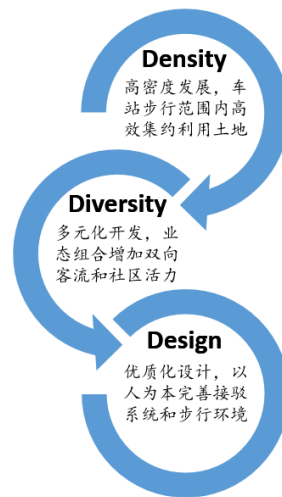 Density
高密度发展，车
站步行范围内高
效集约利用土地
Diversity
多元化开发，业
态组合增加双向
客流和社区活力
Design
优质化设计，以
人为本完善接驳
系统和步行环境